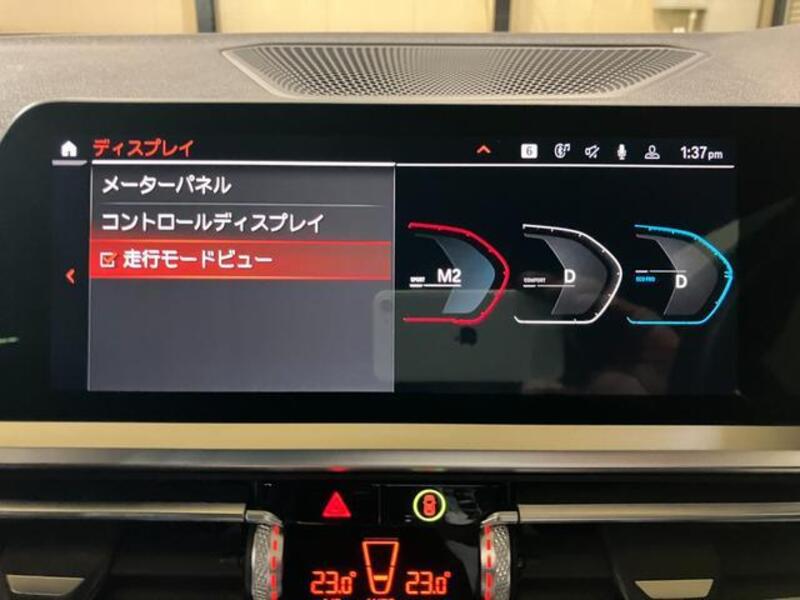 ディスプレイ
6
1:37pm
メーターパネル
コントロールディスプレイ
走行モードビュー
SPORT
M2
COMFORT
D
ECO PRO
D
23.0°
23.0°